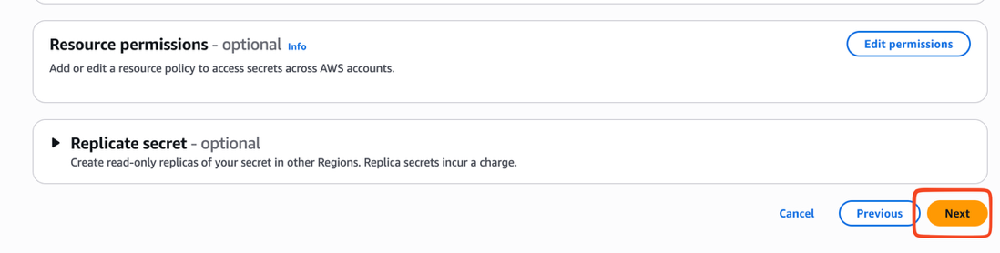 Resource permissions - optional Info
Edit permissions
Add or edit a resource policy to access secrets across AWS accounts.
Replicate secret - optional
Create read-only replicas of your secret in other Regions. Replica secrets incur a charge.
Cancel
Previous
Next